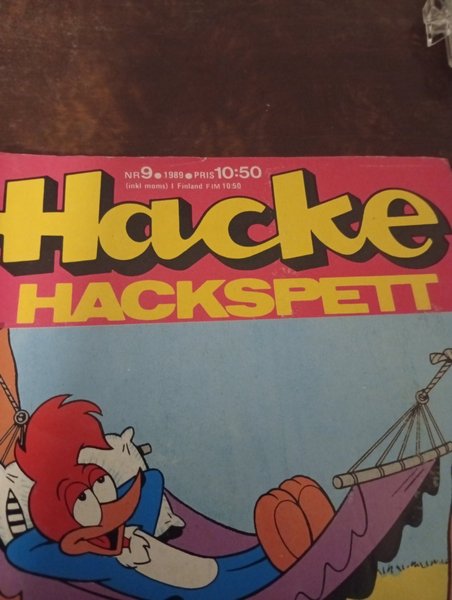 NR 9 • 1989 • PRIS 10:50
(inkl moms) I Finland FIM 10:50
Hacke
HACKSPETT